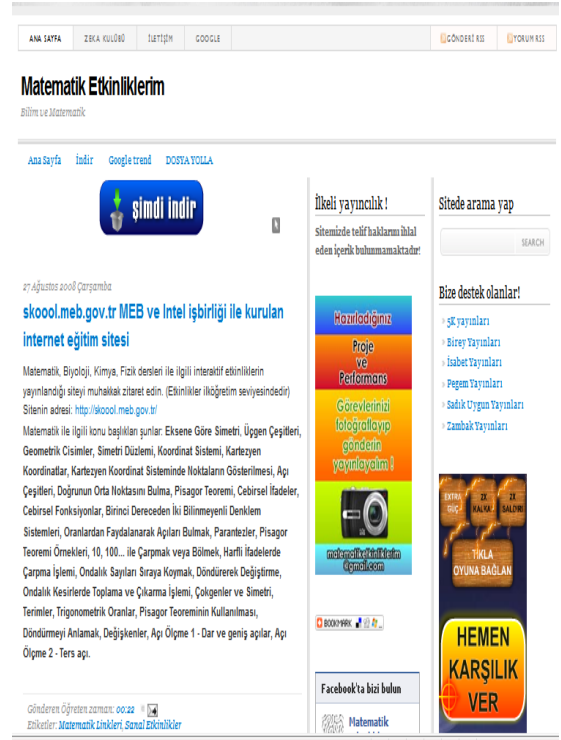 ANA SAYFA
ZEKA KULÜBÜ
İLETİŞİM
GOOGLE
GÖNDERİ RSS
YORUM RSS
Matematik Etkinliklerim
Bilim ve Matematik
Ana Sayfa
İndir
Google trend
DOSYA YOLLA
şimdi indir
27 Ağustos 2008 Çarşamba
skoool.meb.gov.tr MEB ve Intel işbirliği ile kurulan
internet eğitim sitesi
Matematik, Biyoloji, Kimya, Fizik dersleri ile ilgili interaktif etkinliklerin
yayınlandığı siteyi muhakkak zitaret edin. (Etkinlikler ilköğretim seviyesindedir)
Sitenin adresi: http://skoool.meb.gov.tr/
Matematik ile ilgili konu başlıkları şunlar: Eksene Göre Simetri, Üçgen Çeşitleri,
Geometrik Cisimler, Simetri Düzlemi, Koordinat Sistemi, Kartezyen
Koordinatlar, Kartezyen Koordinat Sisteminde Noktaların Gösterilmesi, Açı
Çeşitleri, Doğrunun Orta Noktasını Bulma, Pisagor Teoremi, Cebirsel İfadeler,
Cebirsel Fonksiyonlar, Birinci Dereceden İki Bilinmeyenli Denklem
Sistemleri, Oranlardan Faydalanarak Açıları Bulmak, Parantezler, Pisagor
Teoremi Örnekleri, 10, 100... ile Çarpmak veya Bölmek, Harfli İfadelerde
Çarpma İşlemi, Ondalık Sayıları Sıraya Koymak, Döndürerek Değiştirme,
Ondalık Kesirlerde Toplama ve Çıkarma İşlemi, Çokgenler ve Simetri,
Terimler, Trigonometrik Oranlar, Pisagor Teoreminin Kullanılması,
Döndürmeyi Anlamak, Değişkenler, Açı Ölçme 1 - Dar ve geniş açılar, Açı
Ölçme 2 - Ters açı.
Gönderen Öğreten zaman: 00:22
Etiketler: Matematik Linkleri, Sanal Etkinlikler
İlkeli yayıncılık !
Sitemizde telif haklarını ihlal
eden içerik bulunmamaktadır!
Hazırladığınız
Proje
ve
Performans
Görevlerinizi
fotoğraflayıp
gönderin
yayınlayalım !
matematiketkinliklerim
@gmail.com
BOOKMARK
Facebook'ta bizi bulun
Matematik
Sitede arama yap
SEARCH
Bize destek olanlar!
5K yayınları
Birey Yayınları
İsabet Yayınları
Pegem Yayınları
Sadık Uygun Yayınları
Zambak Yayınları
EXTRA
GÜÇ
2X
KALKA
2X
SALDIRI
TIKLA
OYUNA BAĞLAN
HEMEN
KARŞILIK
VER